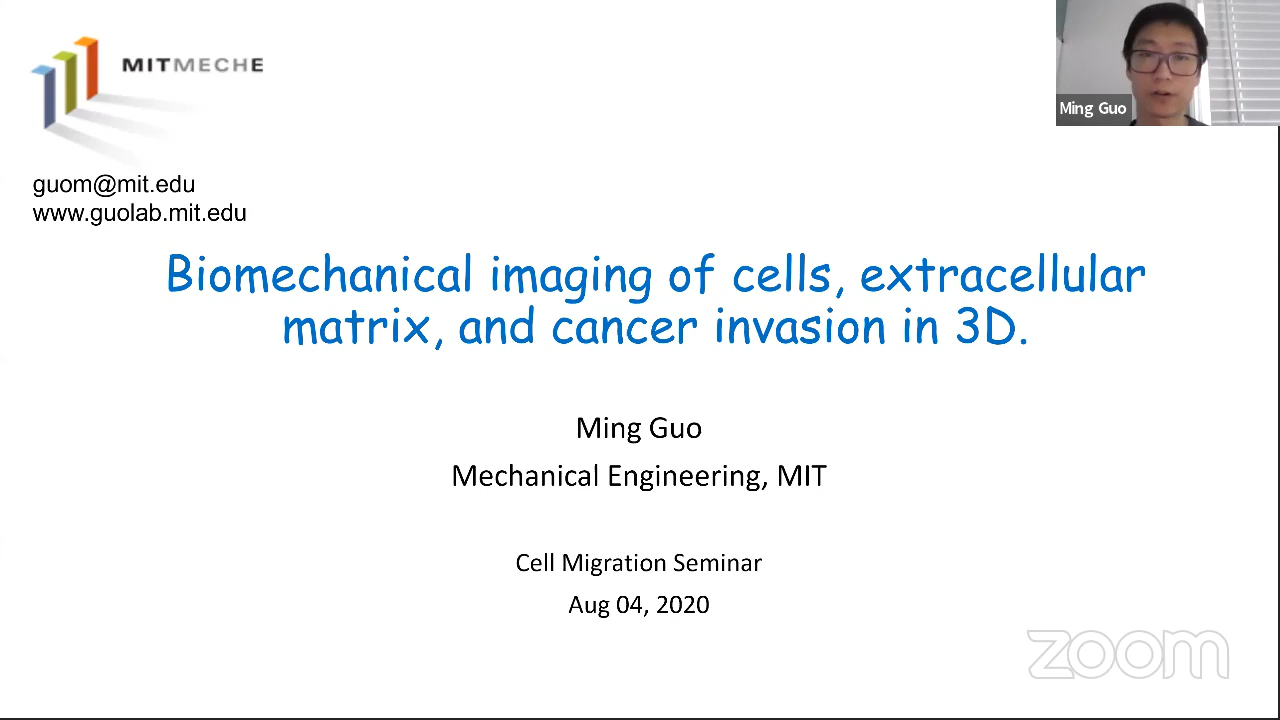 MITMECHE
Ming Guo
guom@mit.edu
www.guolab.mit.edu
Biomechanical imaging of cells, extracellular
matrix, and cancer invasion in 3D.
Ming Guo
Mechanical Engineering, MIT
Cell Migration Seminar
Aug 04, 2020
zoom